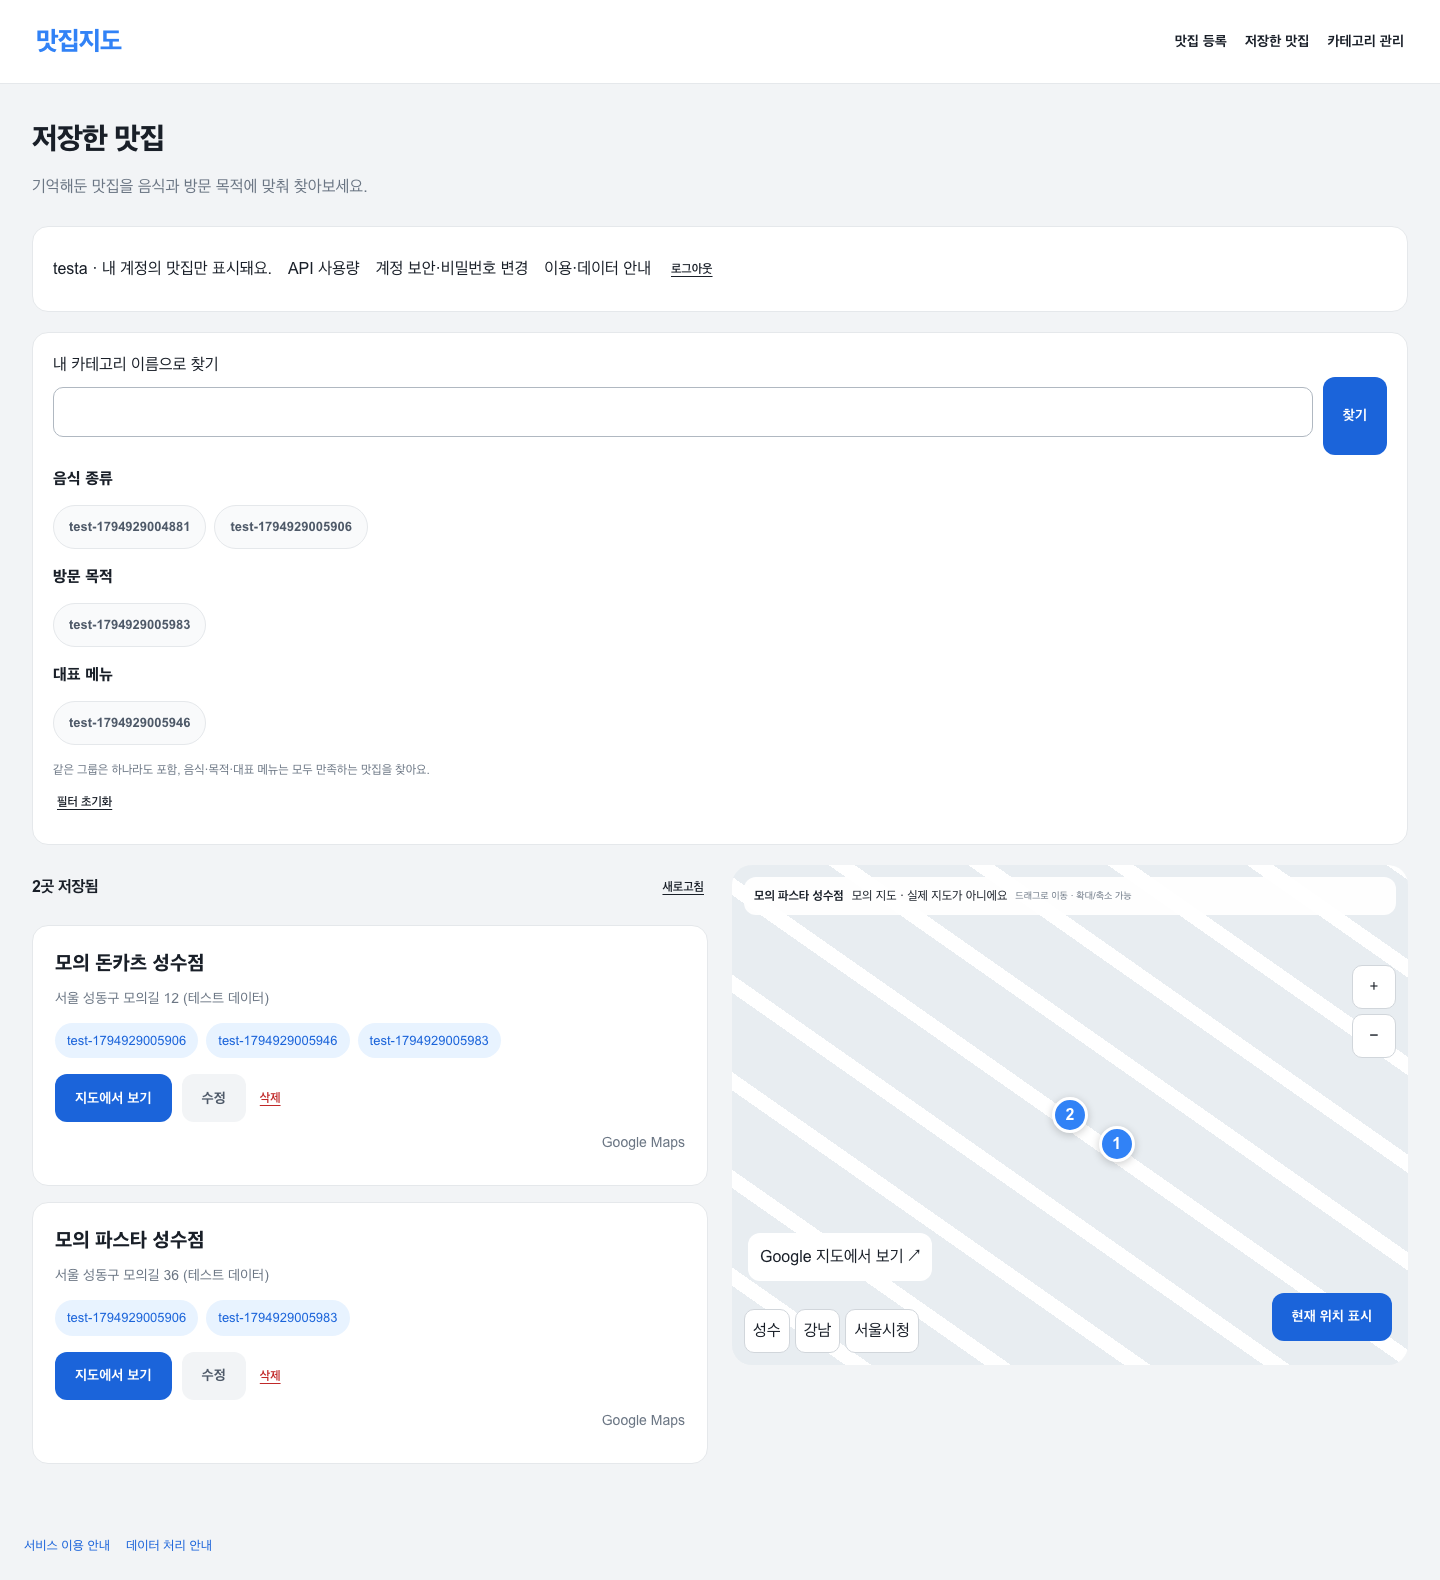 맛집지도
맛집 등록 저장한 맛집 카테고리 관리
저장한 맛집
기억해둔 맛집을 음식과 방문 목적에 맞춰 찾아보세요.
testa · 내 계정의 맛집만 표시돼요. API 사용량 계정 보안·비밀번호 변경 이용·데이터 안내 로그아웃
내 카테고리 이름으로 찾기
찾기
음식 종류
test-1794929004881 test-1794929005906
방문 목적
test-1794929005983
대표 메뉴
test-1794929005946
같은 그룹은 하나라도 포함, 음식·목적·대표 메뉴는 모두 만족하는 맛집을 찾아요.
필터 초기화
2곳 저장됨 새로고침
모의 돈카츠 성수점
서울 성동구 모의길 12 (테스트 데이터)
test-1794929005906 test-1794929005946 test-1794929005983
지도에서 보기 수정 삭제
Google Maps
모의 파스타 성수점
서울 성동구 모의길 36 (테스트 데이터)
test-1794929005906 test-1794929005983
지도에서 보기 수정 삭제
Google Maps
모의 파스타 성수점 모의 지도 · 실제 지도가 아니에요 드래그로 이동 · 확대/축소 가능
+
−
2
1
Google 지도에서 보기 ↗
성수 강남 서울시청
현재 위치 표시
서비스 이용 안내 데이터 처리 안내